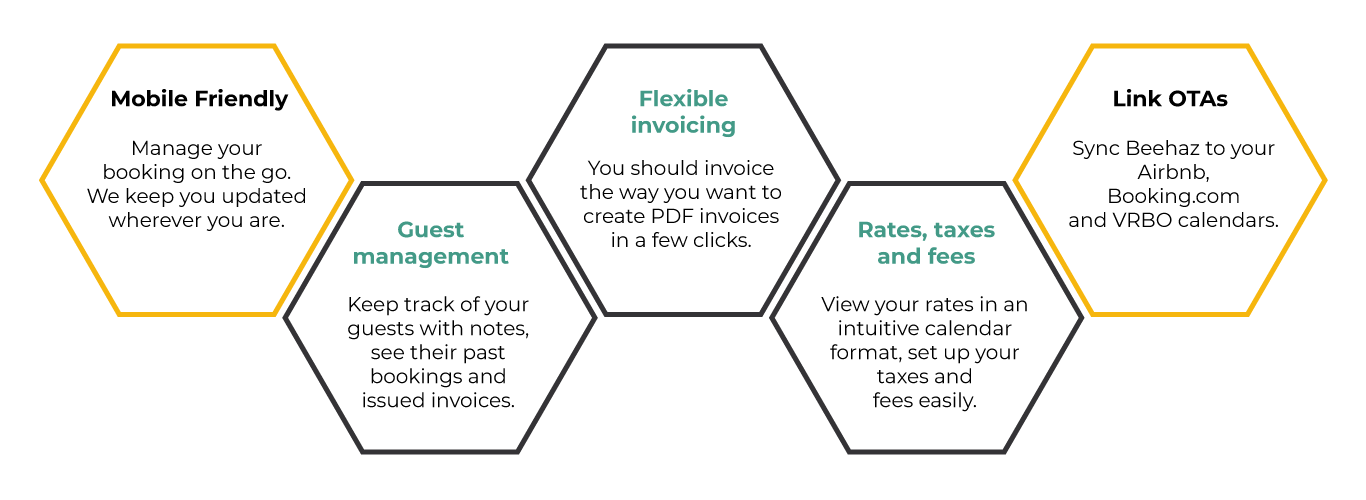 Mobile Friendly
Manage your
booking on the go.
We keep you updated
wherever you are.
Guest
management
Keep track of your
guests with notes,
see their past
bookings and
issued invoices.
Flexible
invoicing
You should invoice
the way you want to
create PDF invoices
in a few clicks.
Rates, taxes
and fees
View your rates in an
intuitive calendar
format, set up your
taxes and
fees easily.
Link OTAs
Sync Beehaz to your
Airbnb,
Booking.com
and VRBO calendars.